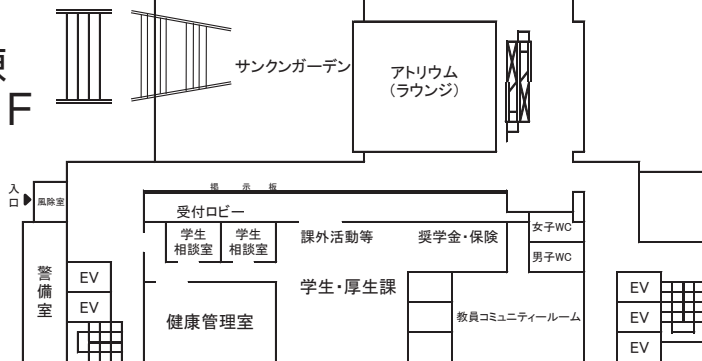 サンクンガーデン
アトリウム
(ラウンジ)
F
入口
風除室
掲示板
受付ロビー
学生
相談室
学生
相談室
課外活動等
奨学金・保険
女子WC
男子WC
警備室
EV
EV
健康管理室
学生・厚生課
教員コミュニティールーム
EV
EV
EV